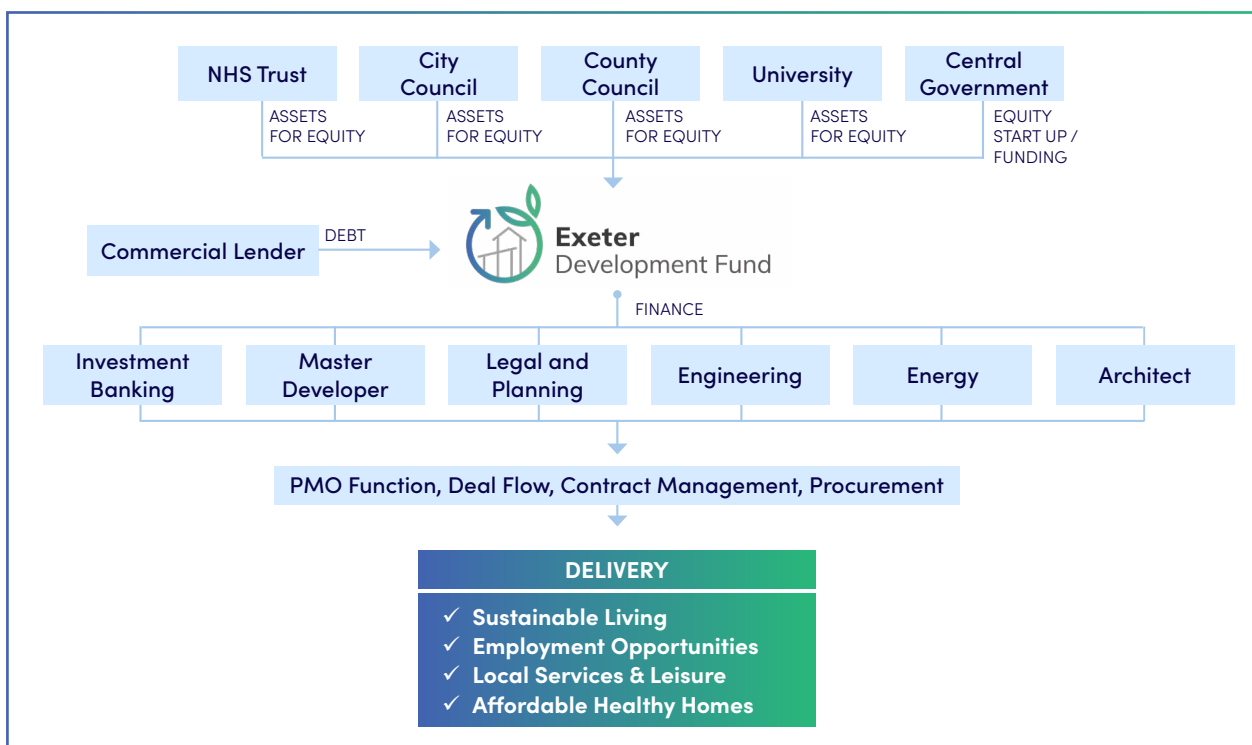 NHS Trust
City
Council
County
Council
University
Central
Government
ASSETS
FOR EQUITY
ASSETS
FOR EQUITY
ASSETS
FOR EQUITY
ASSETS
FOR EQUITY
EQUITY
START UP /
FUNDING
Commercial Lender
DEBT
Exeter
Development Fund
FINANCE
Investment
Banking
Master
Developer
Legal and
Planning
Engineering
Energy
Architect
PMO Function, Deal Flow, Contract Management, Procurement
DELIVERY
✓ Sustainable Living
✓ Employment Opportunities
✓ Local Services & Leisure
✓ Affordable Healthy Homes